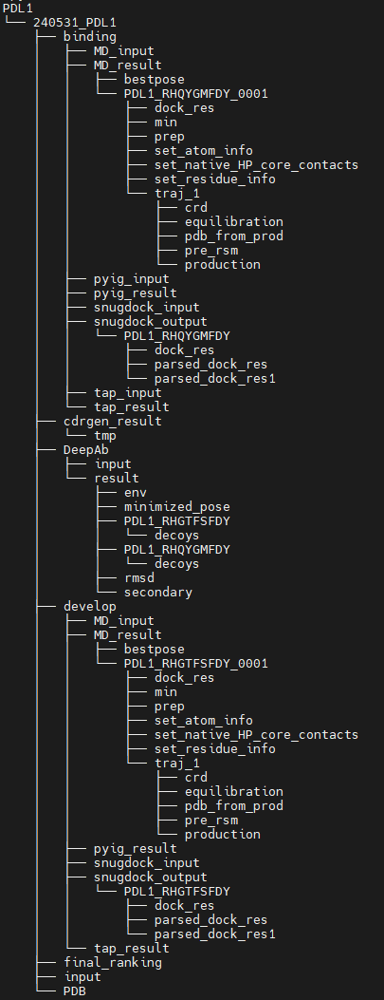 PDL1
└── 240531_PDL1
    ├── binding
    │   ├── MD_input
    │   ├── MD_result
    │   │   ├── bestpose
    │   │   └── PDL1_RHQYGMFDY_0001
    │   │       ├── dock_res
    │   │       ├── min
    │   │       ├── prep
    │   │       ├── set_atom_info
    │   │       ├── set_native_HP_core_contacts
    │   │       ├── set_residue_info
    │   │       └── traj_1
    │   │           ├── crd
    │   │           ├── equilibration
    │   │           ├── pdb_from_prod
    │   │           ├── pre_rsm
    │   │           └── production
    │   ├── pyig_input
    │   ├── pyig_result
    │   ├── snugdock_input
    │   ├── snugdock_output
    │   │   └── PDL1_RHQYGMFDY
    │   │       ├── dock_res
    │   │       ├── parsed_dock_res
    │   │       └── parsed_dock_res1
    │   ├── tap_input
    │   └── tap_result
    ├── cdrgen_result
    │   └── tmp
    ├── DeepAb
    │   ├── input
    │   └── result
    │       ├── env
    │       ├── minimized_pose
    │       ├── PDL1_RHGTFSFDY
    │       │   └── decoys
    │       ├── PDL1_RHQYGMFDY
    │       │   └── decoys
    │       ├── rmsd
    │       └── secondary
    ├── develop
    │   ├── MD_input
    │   ├── MD_result
    │   │   ├── bestpose
    │   │   └── PDL1_RHGTFSFDY_0001
    │   │       ├── dock_res
    │   │       ├── min
    │   │       ├── prep
    │   │       ├── set_atom_info
    │   │       ├── set_native_HP_core_contacts
    │   │       ├── set_residue_info
    │   │       └── traj_1
    │   │           ├── crd
    │   │           ├── equilibration
    │   │           ├── pdb_from_prod
    │   │           ├── pre_rsm
    │   │           └── production
    │   ├── pyig_result
    │   ├── snugdock_input
    │   ├── snugdock_output
    │   │   └── PDL1_RHGTFSFDY
    │   │       ├── dock_res
    │   │       ├── parsed_dock_res
    │   │       └── parsed_dock_res1
    │   └── tap_result
    ├── final_ranking
    ├── input
    └── PDB